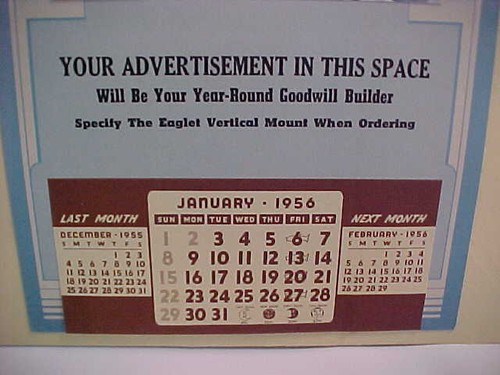 YOUR ADVERTISEMENT IN THIS SPACE
Will Be Your Year-Round Goodwill Builder
Specify The Eaglet Vertical Mount When Ordering
JANUARY · 1956
SUN MON TUE WED THU FRI SAT
1 2 3 4 5 6 7
8 9 10 11 12 13 14
15 16 17 18 19 20 21
22 23 24 25 26 27 28
29 30 31
LAST MONTH
DECEMBER - 1955
S M T W T F S
1 2 3
4 5 6 7 8 9 10
11 12 13 14 15 16 17
18 19 20 21 22 23 24
25 26 27 28 29 30 31
NEXT MONTH
FEBRUARY - 1956
S M T W T F S
1 2 3 4
5 6 7 8 9 10 11
12 13 14 15 16 17 18
19 20 21 22 23 24 25
26 27 28 29